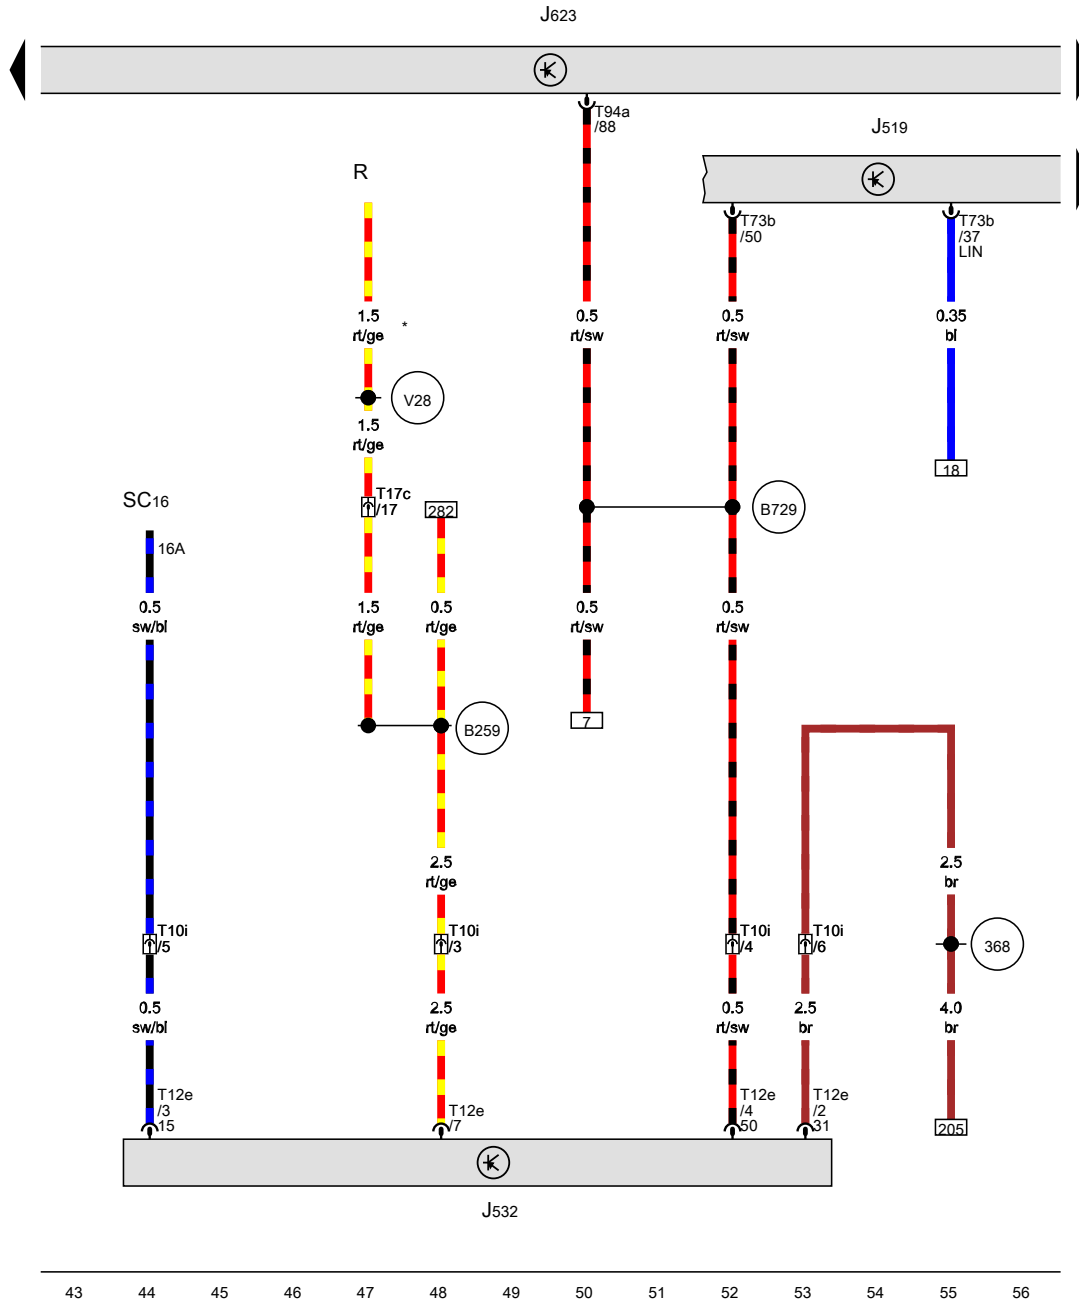 J623
T94a
/88
J519
R
T73b
/50
T73b
/37
LIN
1.5
rt/ge
*
0.5
rt/sw
0.5
rt/sw
0.35
bl
V28
1.5
rt/ge
18
SC16
T17c
/17
282
B729
16A
0.5
sw/bl
1.5
rt/ge
0.5
rt/ge
0.5
rt/sw
0.5
rt/sw
7
B259
2.5
rt/ge
2.5
br
T10i
/5
T10i
/3
T10i
/4
T10i
/6
368
0.5
sw/bl
2.5
rt/ge
0.5
rt/sw
2.5
br
4.0
br
T12e
/3
15
T12e
/7
T12e
/4
50
T12e
/2
31
205
J532
43 44 45 46 47 48 49 50 51 52 53 54 55 56